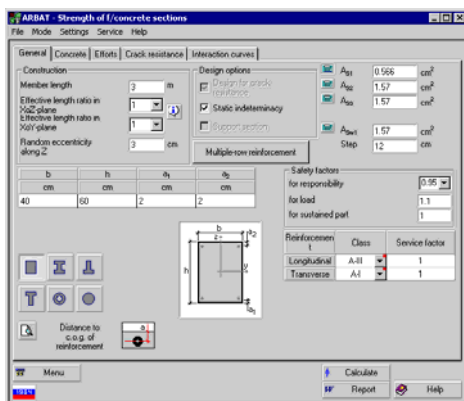 ARBAT - Strength of f/concrete sections
File Mode Settings Service Help
General Concrete Efforts Crack resistance Interaction curves
Construction
Member length 3 m
Effective length ratio in XoZ-plane 1
Effective length ratio in XoY-plane 1
Random eccentricity along Z 3 cm
Design options
Design for crack resistance
Static indeterminacy
Support section
Multiple-row reinforcement
AS1 0.566 cm2
AS2 1.57 cm2
AS3 1.57 cm2
ASw1 1.57 cm2
Step 12 cm
b h a1 a2
cm cm cm cm
40 60 2 2
Safety factors
for responsibility 0.95
for load 1.1
for sustained part 1
b
z
a2
h
y
a1
Reinforcement Class Service factor
Longitudinal A-III 1
Transverse A-I 1
Distance to c.o.g. of reinforcement
a
Menu
Calculate
Report
Help